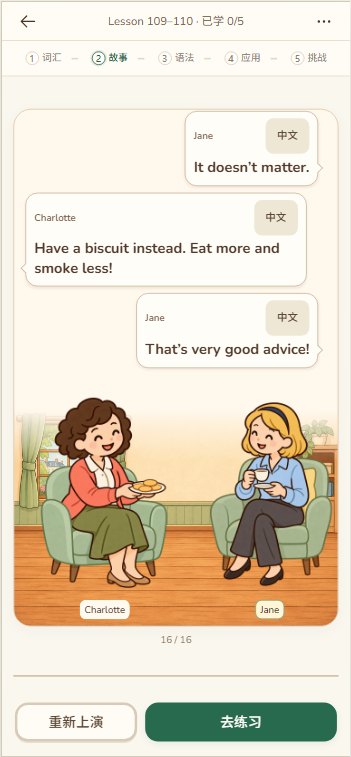 Lesson 109–110 · 已学 0/5
1 词汇 – 2 故事 – 3 语法 – 4 应用 – 5 挑战
Jane 中文
It doesn’t matter.
Charlotte 中文
Have a biscuit instead. Eat more and
smoke less!
Jane 中文
That’s very good advice!
Charlotte Jane
16 / 16
重新上演 去练习